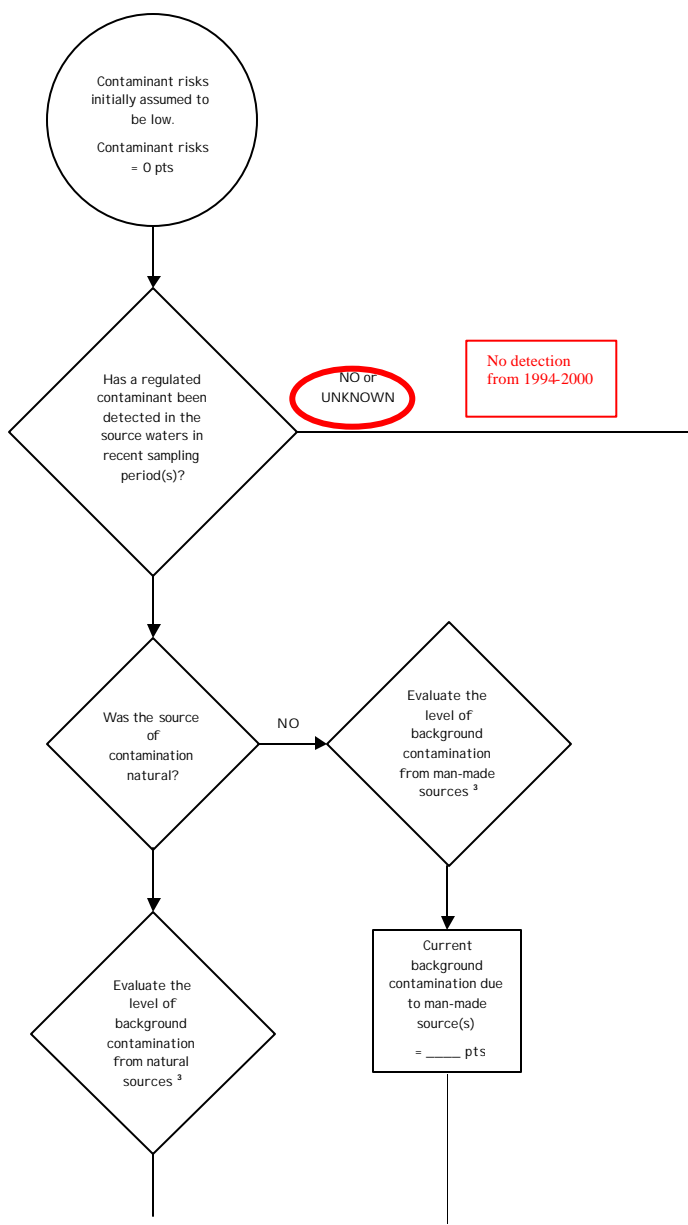 Contaminant risks
initially assumed to
be low.
Contaminant risks
= 0 pts
Has a regulated
contaminant been
detected in the
source waters in
recent sampling
period(s)?
NO or
UNKNOWN
No detection
from 1994-2000
Was the source
of
contamination
natural?
NO
Evaluate the
level of
background
contamination
from man-made
sources ³
Evaluate the
level of
background
contamination
from natural
sources ³
Current
background
contamination due
to man-made
source(s)
= ____ pts